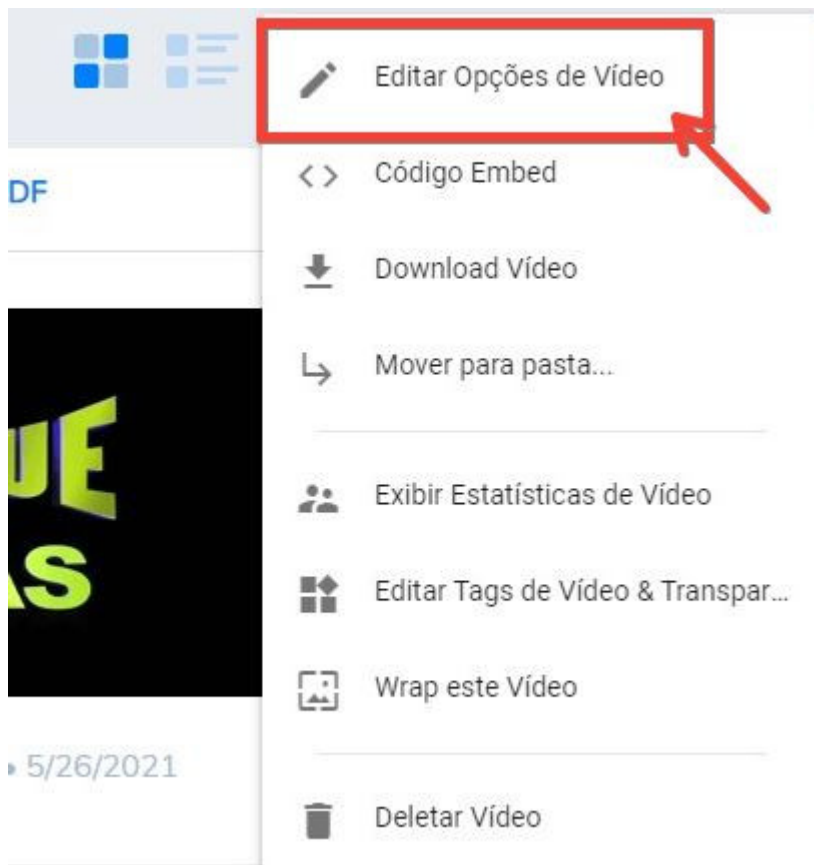 Editar Opções de Vídeo
Código Embed
DF
Download Vídeo
Mover para pasta...
UE
AS
Exibir Estatísticas de Vídeo
Editar Tags de Vídeo & Transpar...
Wrap este Vídeo
• 5/26/2021
Deletar Vídeo